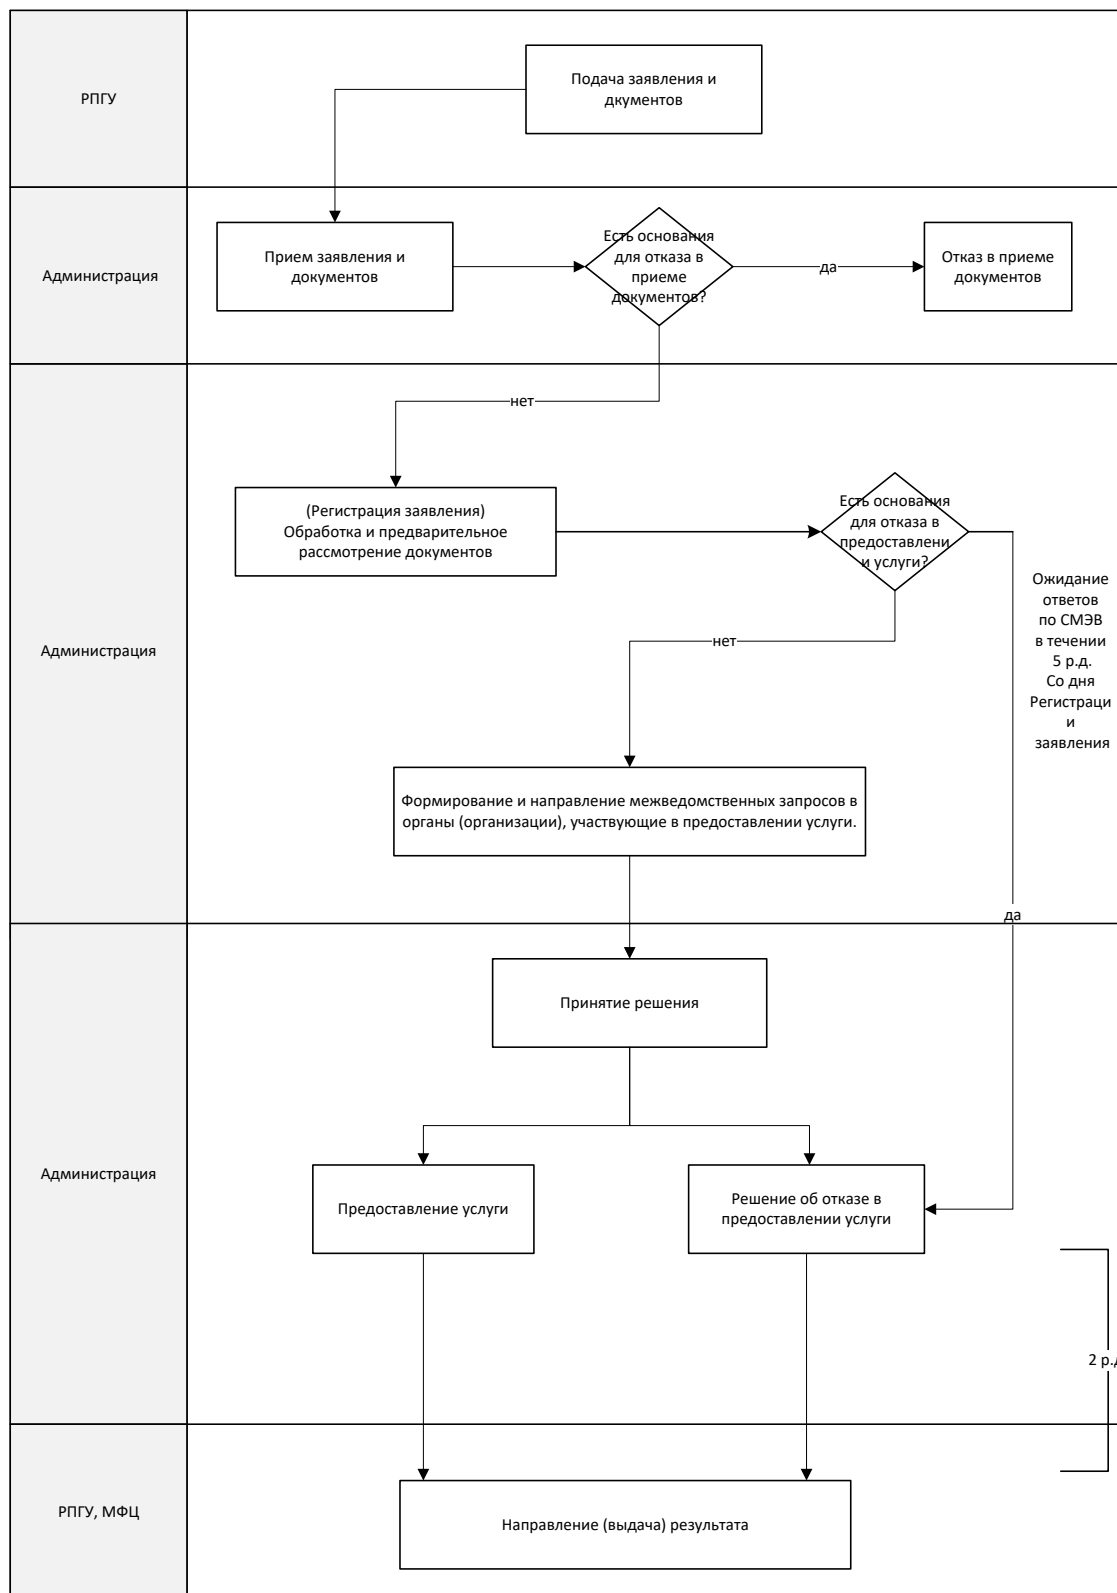 РПГУ
Подача заявления и
дкументов
Администрация
Прием заявления и
документов
Есть основания
для отказа в
приеме
документов?
да
Отказ в приеме
документов
нет
Администрация
(Регистрация заявления)
Обработка и предварительное
рассмотрение документов
Есть основания
для отказа в
предоставлени
и услуги?
Ожидание
ответов
по СМЭВ
в течении
5 р.д.
Со дня
Регистраци
и
заявления
нет
Формирование и направление межведомственных запросов в
органы (организации), участвующие в предоставлении услуги.
да
Администрация
Принятие решения
Предоставление услуги
Решение об отказе в
предоставлении услуги
2 р.д
РПГУ, МФЦ
Направление (выдача) результата